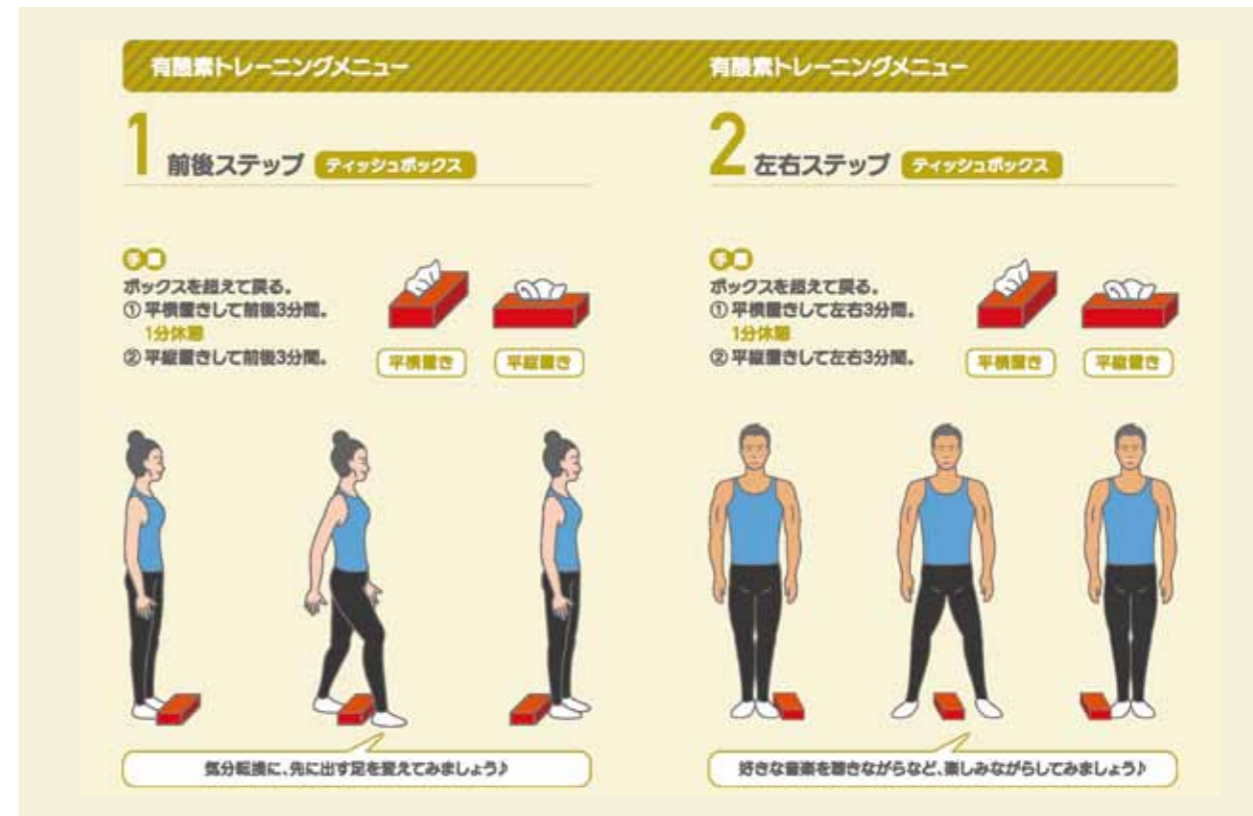 有酸素トレーニングメニュー
1 前後ステップ ティッシュボックス
手順
ボックスを超えて戻る。
① 平横置きして前後3分間。
1分休憩
② 平縦置きして前後3分間。
平横置き 平縦置き
気分転換に、先に出す足を変えてみましょう♪
有酸素トレーニングメニュー
2 左右ステップ ティッシュボックス
手順
ボックスを超えて戻る。
① 平横置きして左右3分間。
1分休憩
② 平縦置きして左右3分間。
平横置き 平縦置き
好きな音楽を聴きながらなど、楽しみながらしてみましょう♪